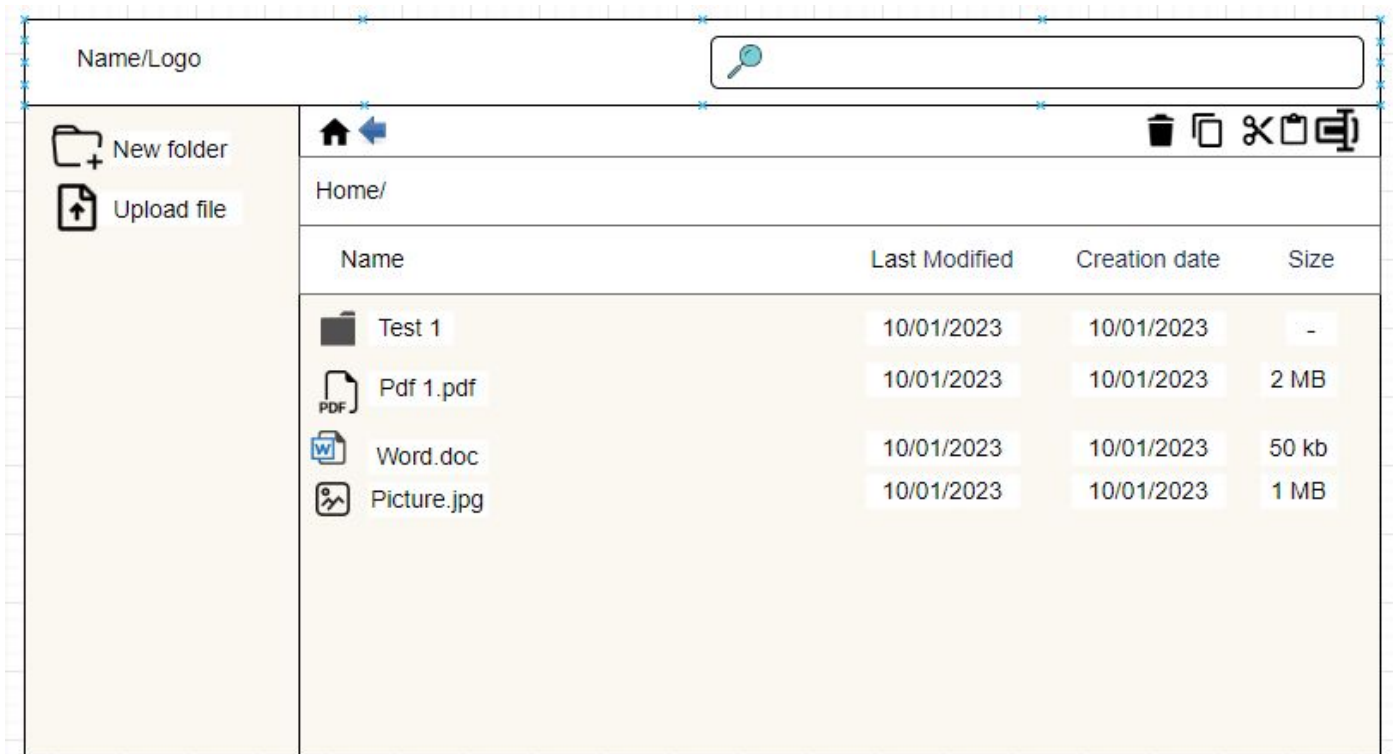 Name/Logo
New folder
Upload file
Home/
Name Last Modified Creation date Size
Test 1 10/01/2023 10/01/2023 -
PDF Pdf 1.pdf 10/01/2023 10/01/2023 2 MB
W Word.doc 10/01/2023 10/01/2023 50 kb
Picture.jpg 10/01/2023 10/01/2023 1 MB